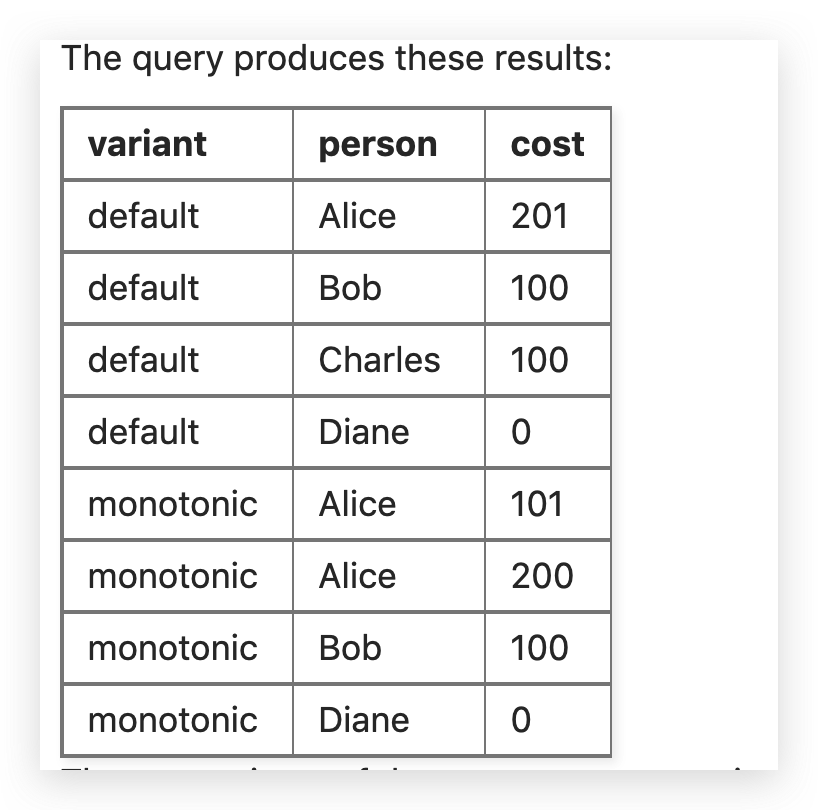 The query produces these results:
variant person cost
default Alice 201
default Bob 100
default Charles 100
default Diane 0
monotonic Alice 101
monotonic Alice 200
monotonic Bob 100
monotonic Diane 0